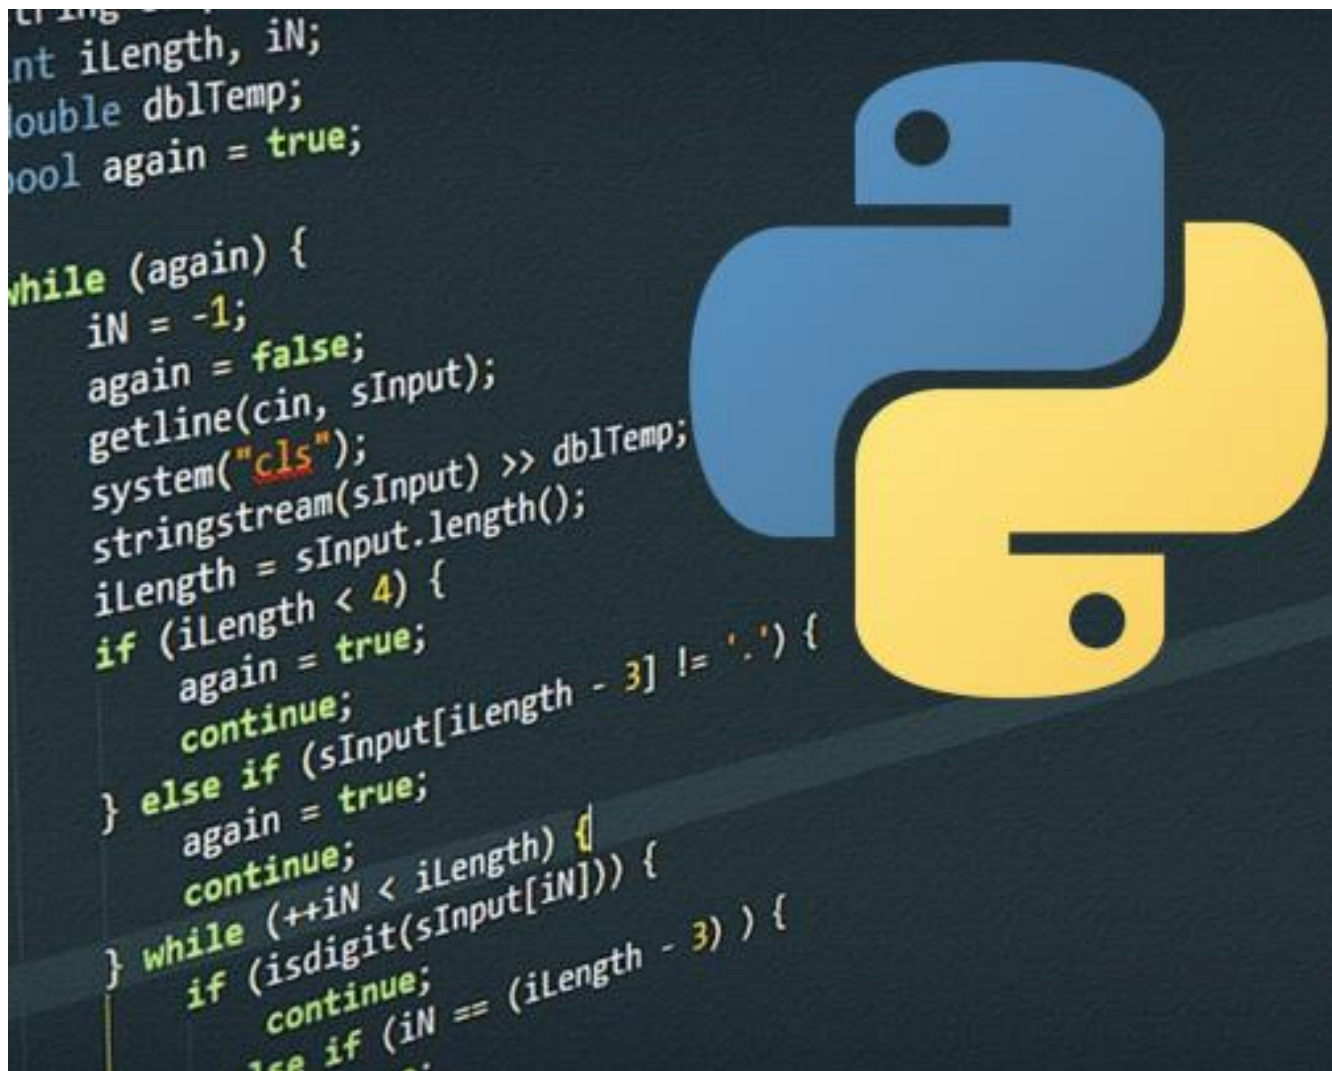 int iLength, iN;
double dblTemp;
bool again = true;
while (again) {
iN = -1;
again = false;
getline(cin, sInput);
system("cls");
stringstream(sInput) >> dblTemp;
iLength = sInput.length();
if (iLength < 4) {
again = true;
continue;
} else if (sInput[iLength - 3] != '.') {
again = true;
continue;
} while (++iN < iLength) {
if (isdigit(sInput[iN])) {
continue;
else if (iN == (iLength - 3) ) {